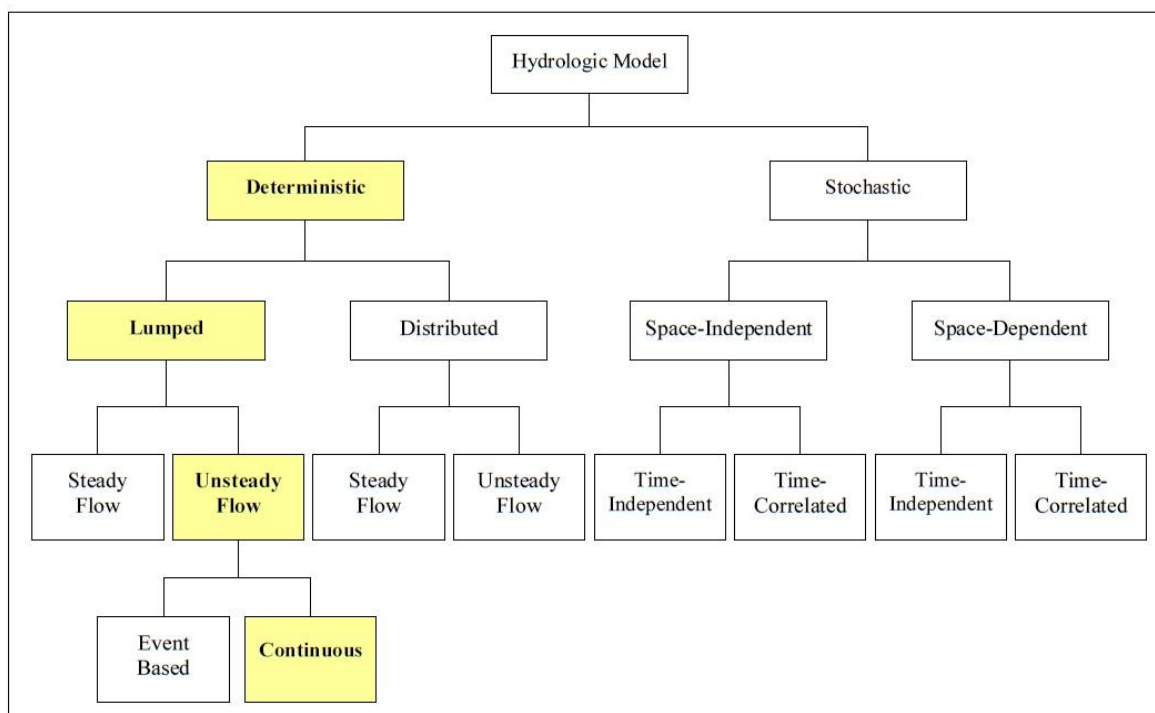 Hydrologic Model
Deterministic
Stochastic
Lumped
Distributed
Space-Independent
Space-Dependent
Steady
Flow
Unsteady
Flow
Steady
Flow
Unsteady
Flow
Time-
Independent
Time-
Correlated
Time-
Independent
Time-
Correlated
Event
Based
Continuous